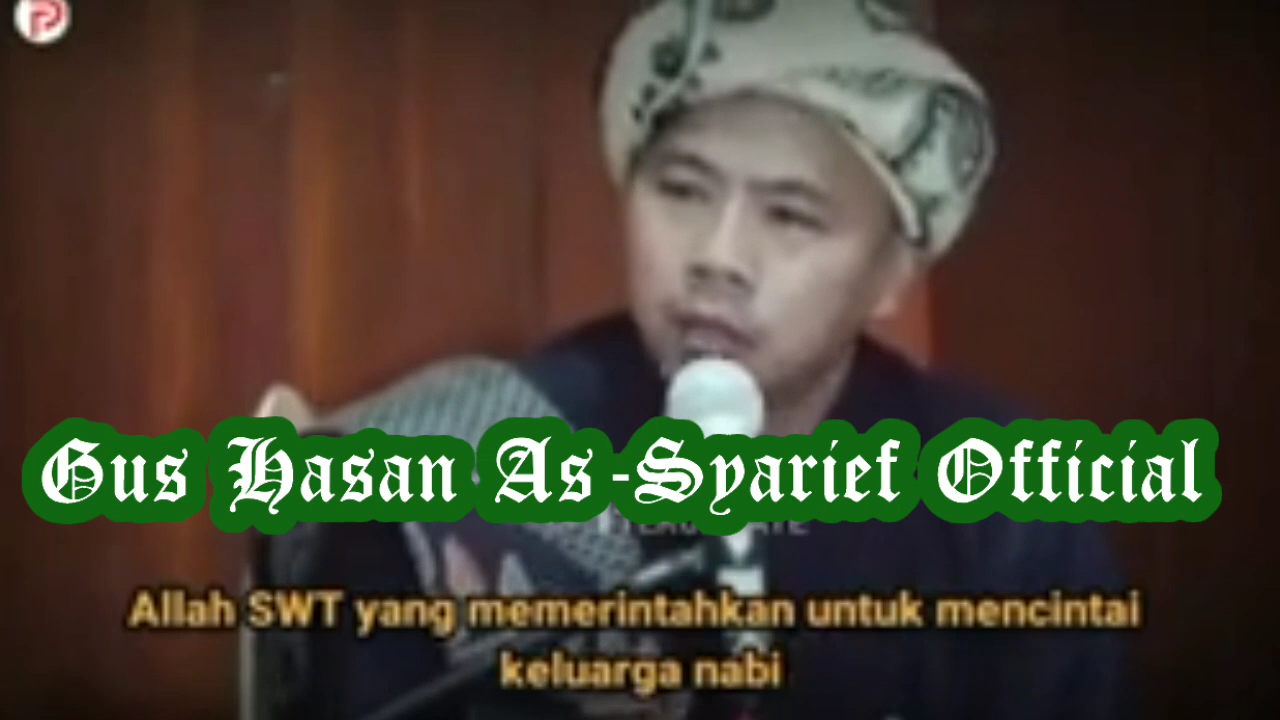 Gus Hasan As-Syarief Official
Allah SWT yang memerintahkan untuk mencintai
keluarga nabi